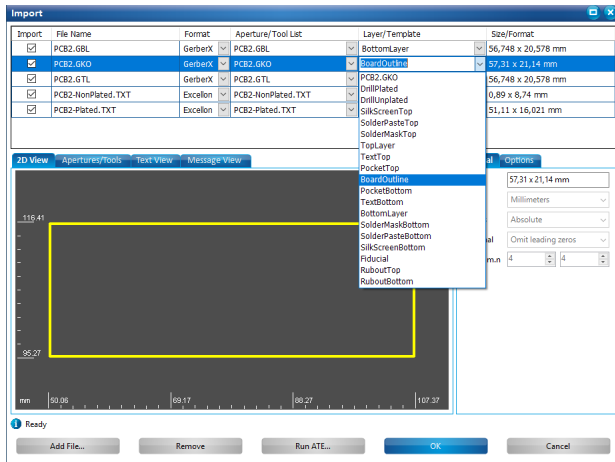 Import
Import File Name Format Aperture/Tool List Layer/Template Size/Format
PCB2.GBL GerberX PCB2.GBL BottomLayer 56,748 x 20,578 mm
PCB2.GKO GerberX PCB2.GKO BoardOutline 57,31 x 21,14 mm
PCB2.GTL GerberX PCB2.GTL 56,748 x 20,578 mm
PCB2-NonPlated.TXT Excellon PCB2-NonPlated.TXT 0,89 x 8,74 mm
PCB2-Plated.TXT Excellon PCB2-Plated.TXT 51,11 x 16,021 mm
PCB2.GKO
DrillPlated
DrillUnplated
SilkScreenTop
SolderPasteTop
SolderMaskTop
TopLayer
TextTop
PocketTop
BoardOutline
PocketBottom
TextBottom
BottomLayer
SolderMaskBottom
SolderPasteBottom
SilkScreenBottom
Fiducial
RuboutTop
RuboutBottom
2D View Apertures/Tools Text View Message View
Options
57,31 x 21,14 mm
Millimeters
Absolute
Omit leading zeros
m.n 4 4
116.41
95.27
mm 50.06 69.17 88.27 107.37
Ready
Add File... Remove Run ATE... OK Cancel